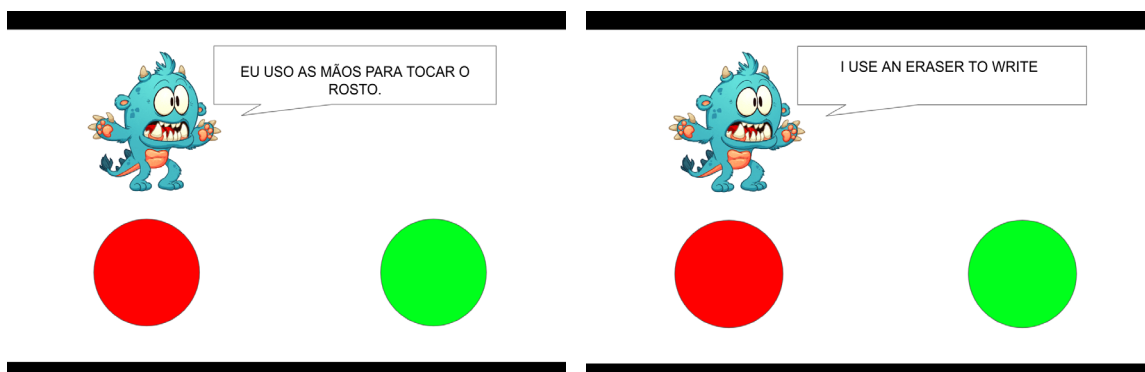 EU USO AS MÃOS PARA TOCAR O
ROSTO.
I USE AN ERASER TO WRITE